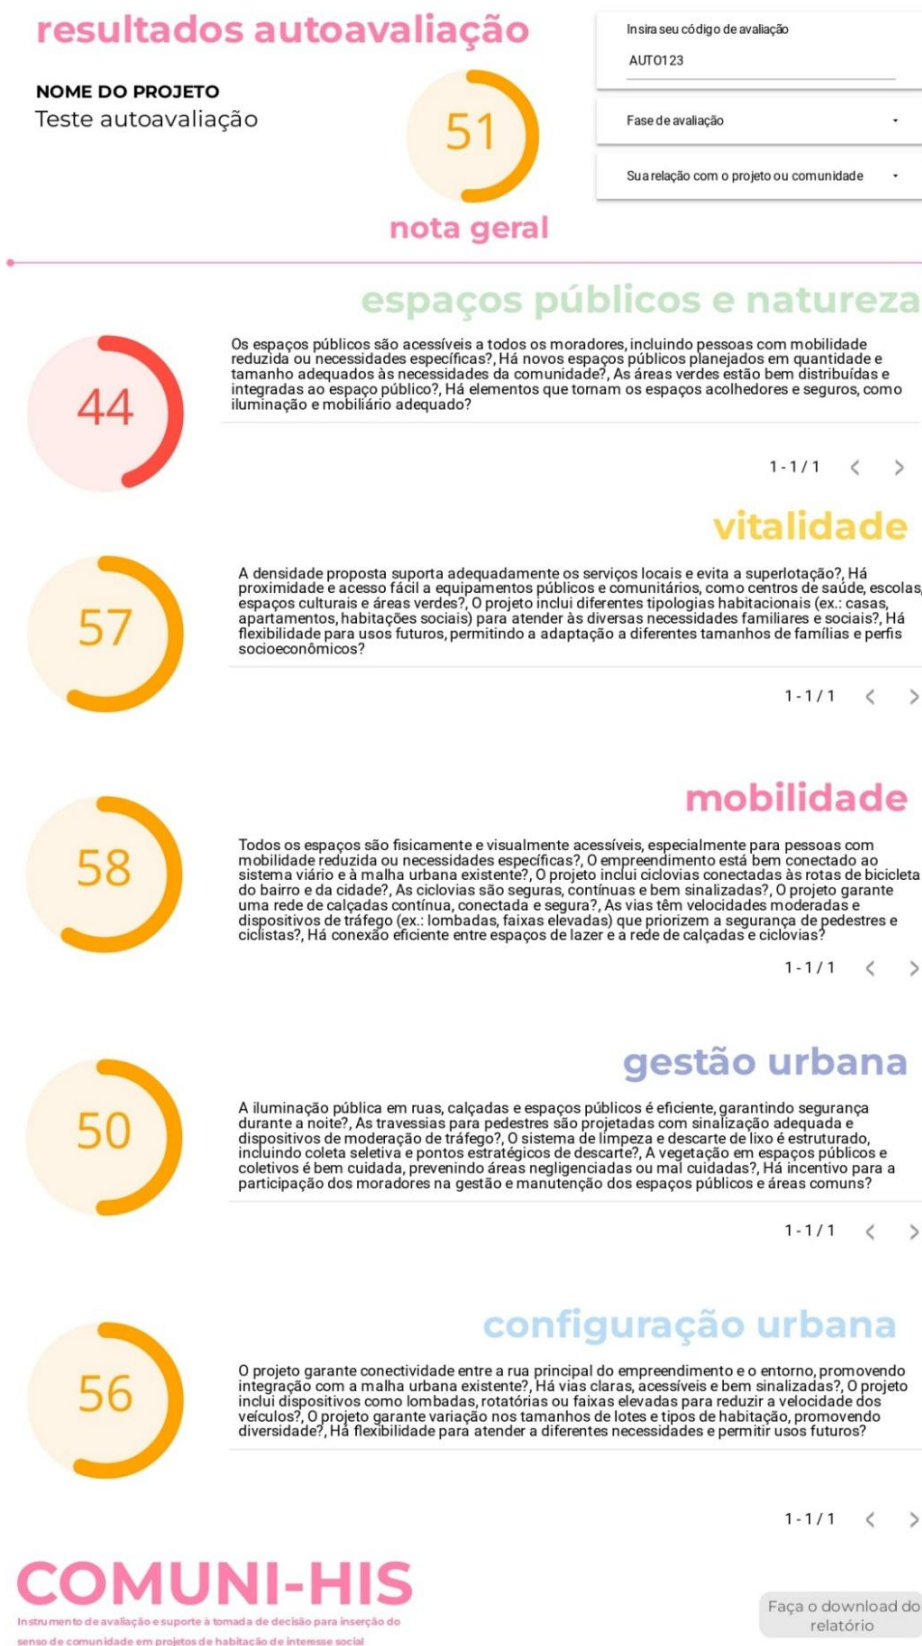 resultados autoavaliação
Insira seu código de avaliação
AUTO123
NOME DO PROJETO
Teste autoavaliação
51
Fase de avaliação
Sua relação com o projeto ou comunidade
nota geral
espaços públicos e natureza
44
Os espaços públicos são acessíveis a todos os moradores, incluindo pessoas com mobilidade
reduzida ou necessidades específicas?, Há novos espaços públicos planejados em quantidade e
tamanho adequados às necessidades da comunidade?, As áreas verdes estão bem distribuídas e
integradas ao espaço público?, Há elementos que tornam os espaços acolhedores e seguros, como
iluminação e mobiliário adequado?
1 - 1 / 1
vitalidade
57
A densidade proposta suporta adequadamente os serviços locais e evita a superlotação?, Há
proximidade e acesso fácil a equipamentos públicos e comunitários, como centros de saúde, escolas,
espaços culturais e áreas verdes?, O projeto inclui diferentes tipologias habitacionais (ex.: casas,
apartamentos, habitações sociais) para atender às diversas necessidades familiares e sociais?, Há
flexibilidade para usos futuros, permitindo a adaptação a diferentes tamanhos de famílias e perfis
socioeconômicos?
1 - 1 / 1
mobilidade
58
Todos os espaços são fisicamente e visualmente acessíveis, especialmente para pessoas com
mobilidade reduzida ou necessidades específicas?, O empreendimento está bem conectado ao
sistema viário e à malha urbana existente?, O projeto inclui ciclovias conectadas às rotas de bicicleta
do bairro e da cidade?, As ciclovias são seguras, contínuas e bem sinalizadas?, O projeto garante
uma rede de calçadas contínua, conectada e segura?, As vias têm velocidades moderadas e
dispositivos de tráfego (ex.: lombadas, faixas elevadas) que priorizem a segurança de pedestres e
ciclistas?, Há conexão eficiente entre espaços de lazer e a rede de calçadas e ciclovias?
1 - 1 / 1
gestão urbana
50
A iluminação pública em ruas, calçadas e espaços públicos é eficiente, garantindo segurança
durante a noite?, As travessias para pedestres são projetadas com sinalização adequada e
dispositivos de moderação de tráfego?, O sistema de limpeza e descarte de lixo é estruturado,
incluindo coleta seletiva e pontos estratégicos de descarte?, A vegetação em espaços públicos e
coletivos é bem cuidada, prevenindo áreas negligenciadas ou mal cuidadas?, Há incentivo para a
participação dos moradores na gestão e manutenção dos espaços públicos e áreas comuns?
1 - 1 / 1
configuração urbana
56
O projeto garante conectividade entre a rua principal do empreendimento e o entorno, promovendo
integração com a malha urbana existente?, Há vias claras, acessíveis e bem sinalizadas?, O projeto
inclui dispositivos como lombadas, rotatórias ou faixas elevadas para reduzir a velocidade dos
veículos?, O projeto garante variação nos tamanhos de lotes e tipos de habitação, promovendo
diversidade?, Há flexibilidade para atender a diferentes necessidades e permitir usos futuros?
1 - 1 / 1
COMUNI-HIS
Instrumento de avaliação e suporte à tomada de decisão para inserção do
senso de comunidade em projetos de habitação de interesse social
Faça o download do
relatório